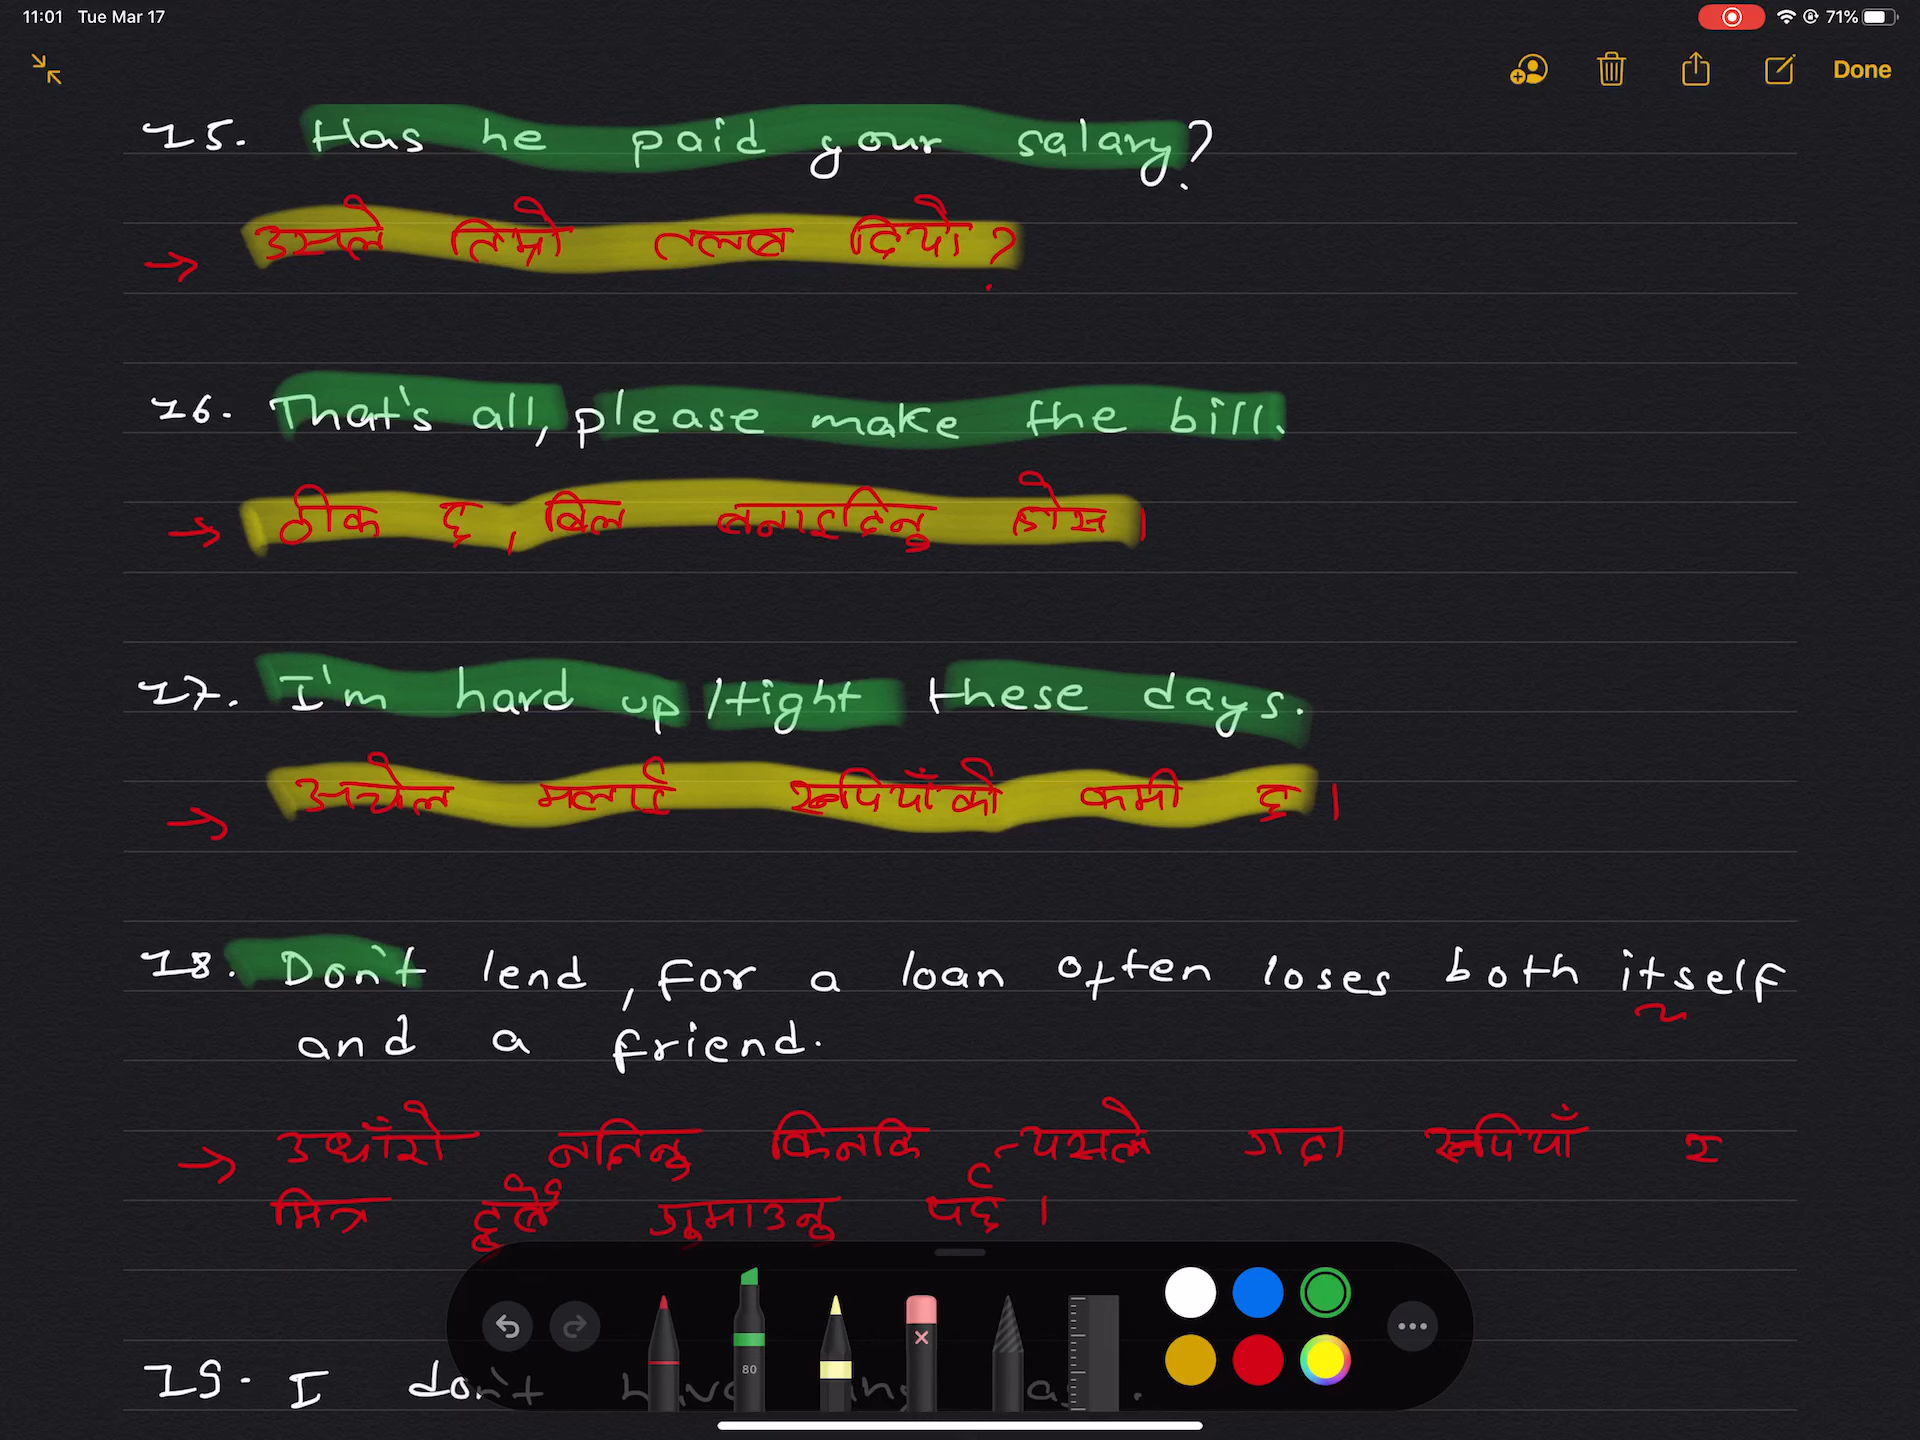 11:01 Tue Mar 17
71%
Done
15. Has he paid your salary?
→ उसले तिम्रो तलब दियो?
16. That's all, please make the bill.
→ ठीक छ, विल बनाइदिनु होस।
17. I'm hard up / tight these days.
→ अचेल मलाई रूपियाँको कमी छ।
18. Don't lend, for a loan often loses both itself
and a friend.
→ उधाँरो नदिनु किनकि त्यसले गर्दा रूपियाँ र
मित्र दुवै गुमाउनु पर्छ।
80
19. I don't have